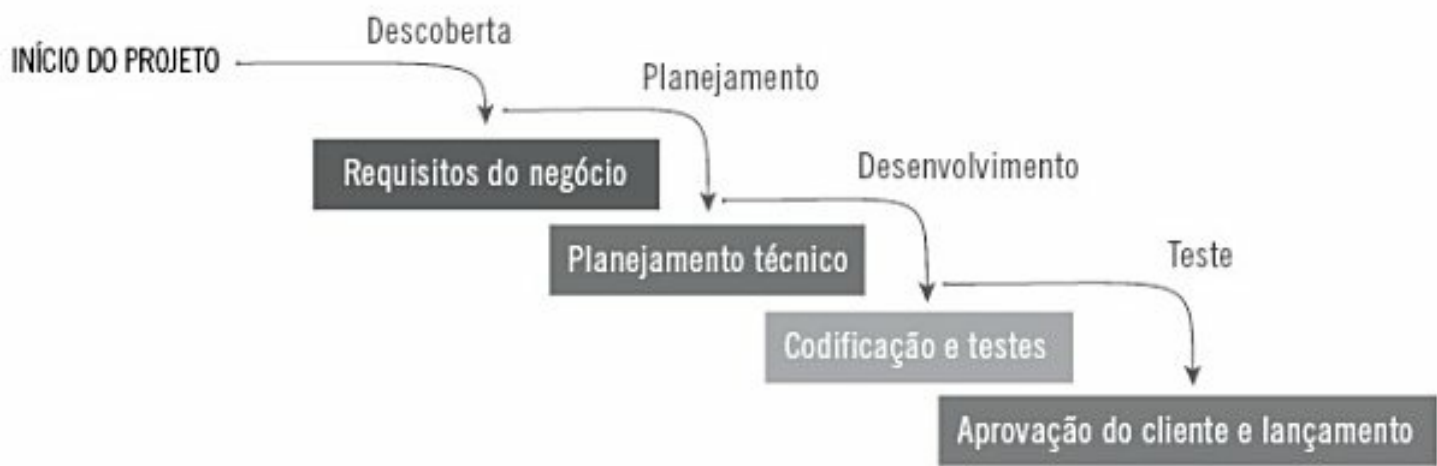 Descoberta
INÍCIO DO PROJETO
Planejamento
Requisitos do negócio
Desenvolvimento
Planejamento técnico
Teste
Codificação e testes
Aprovação do cliente e lançamento